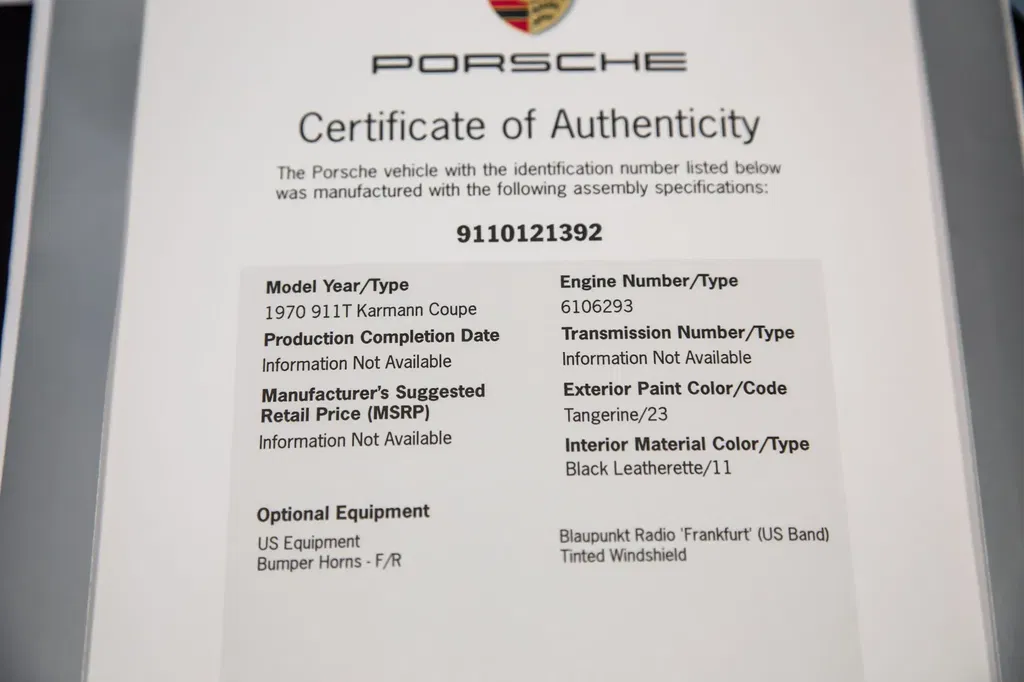 PORSCHE
Certificate of Authenticity
The Porsche vehicle with the identification number listed below
was manufactured with the following assembly specifications:
9110121392
Model Year/Type
1970 911T Karmann Coupe
Production Completion Date
Information Not Available
Manufacturer's Suggested
Retail Price (MSRP)
Information Not Available
Engine Number/Type
6106293
Transmission Number/Type
Information Not Available
Exterior Paint Color/Code
Tangerine/23
Interior Material Color/Type
Black Leatherette/11
Optional Equipment
US Equipment
Bumper Horns - F/R
Blaupunkt Radio 'Frankfurt' (US Band)
Tinted Windshield